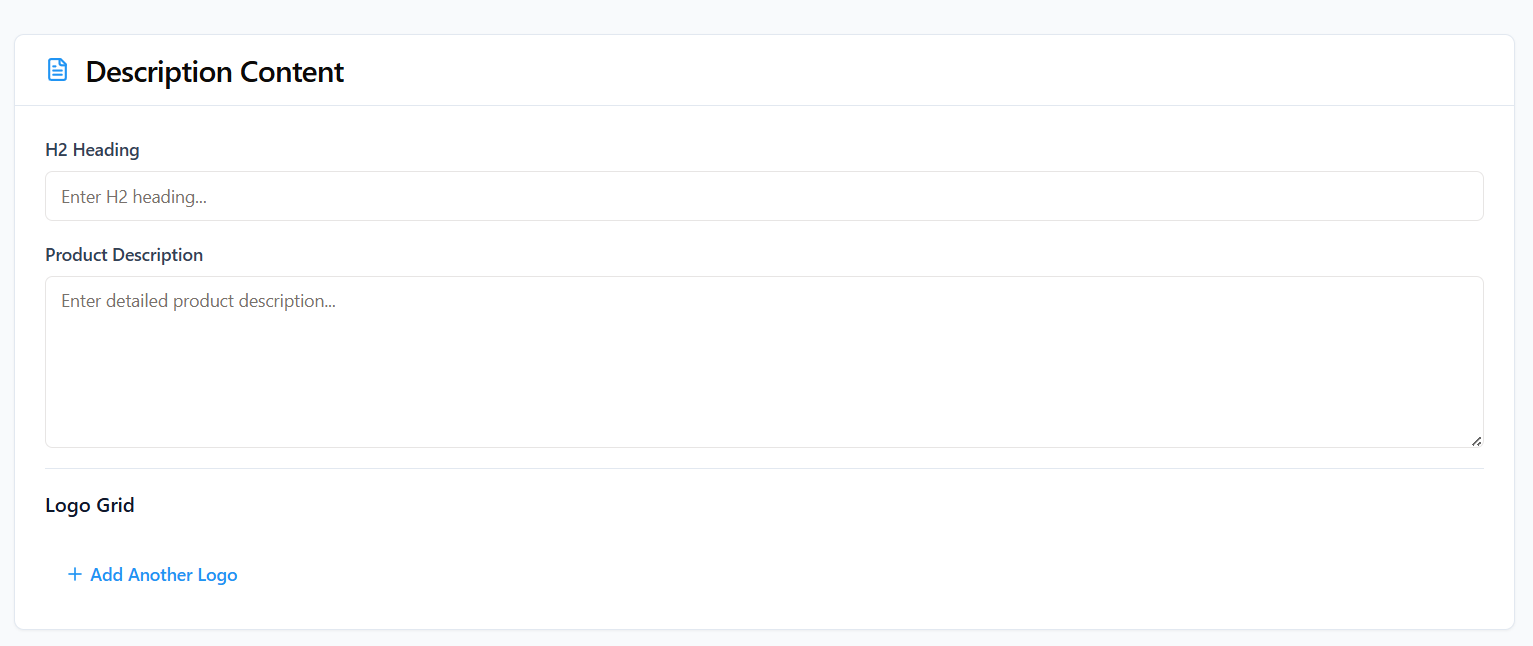 Description Content
H2 Heading
Enter H2 heading...
Product Description
Enter detailed product description...
Logo Grid
+ Add Another Logo